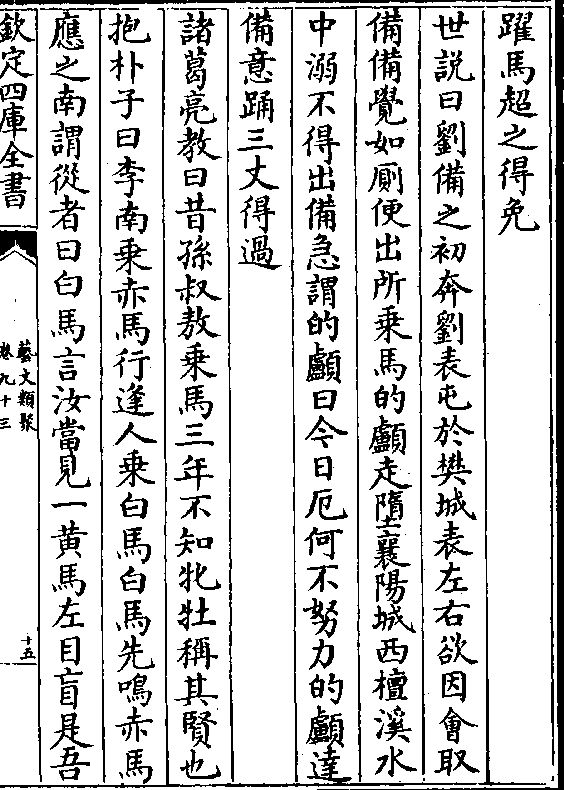 躍馬超之得免
世說曰劉備之初奔劉表屯於樊城表左右欲因會取
備備覺如厠便出所乗馬的顱走墮襄陽城西檀溪水
中溺不得出備急謂的顱曰今日厄何不努力的顱達
備意踊三丈得過
諸葛亮教曰昔孫叔敖乗馬三年不知牝牡稱其賢也
抱朴子曰李南乗赤馬行逢人乗白馬白馬先鳴赤馬
應之南謂從者曰白馬言汝當見一黄馬左目盲是吾
欽定四庫全書
藝文類聚
卷九十三
十五